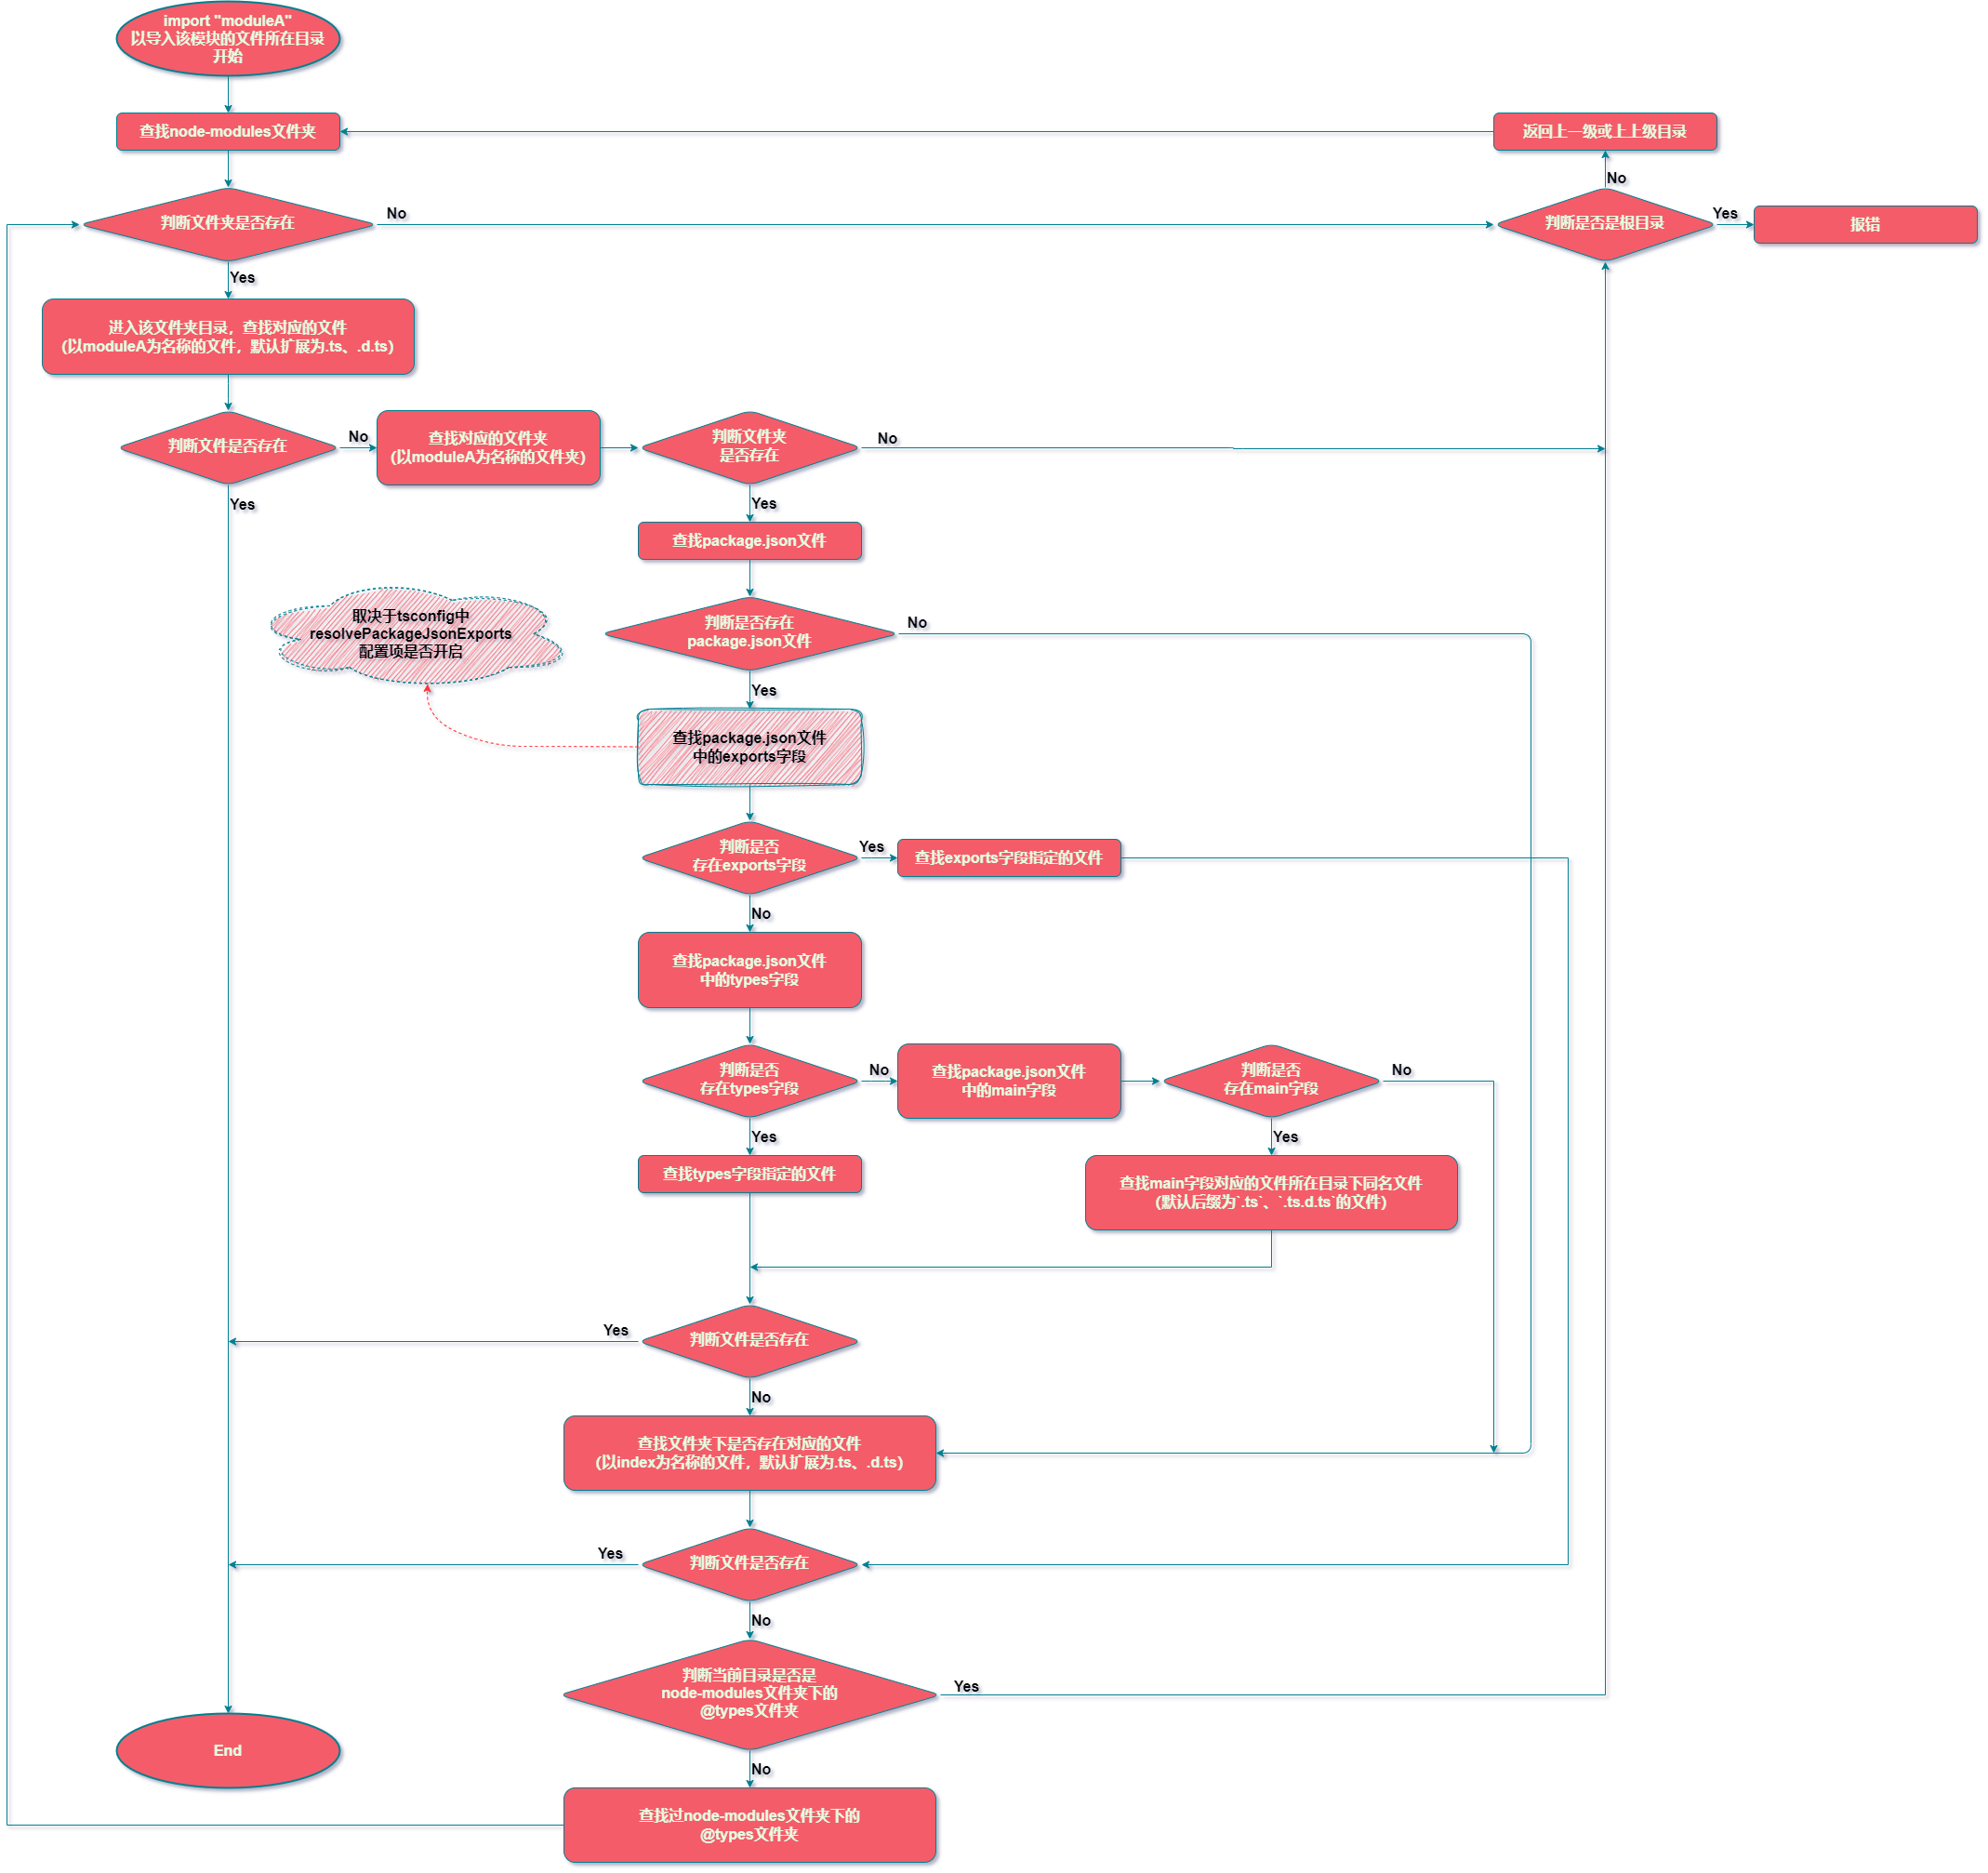 import "moduleA"
以导入该模块的文件所在目录
开始
查找node-modules文件夹
返回上一级或上上级目录
No
判断文件夹是否存在
No
判断是否是根目录
Yes
报错
Yes
进入该文件夹目录，查找对应的文件
（以moduleA为名称的文件，默认扩展为.ts、.d.ts）
判断文件是否存在
No
查找对应的文件夹
（以moduleA为名称的文件夹）
判断文件夹
是否存在
No
Yes
Yes
查找package.json文件
取决于tsconfig中
resolvePackageJsonExports
配置项是否开启
判断是否存在
package.json文件
No
Yes
查找package.json文件
中的exports字段
判断是否
存在exports字段
Yes
查找exports字段指定的文件
No
查找package.json文件
中的types字段
判断是否
存在types字段
No
查找package.json文件
中的main字段
判断是否
存在main字段
No
Yes
Yes
查找types字段指定的文件
查找main字段对应的文件所在目录下同名文件
（默认后缀为`.ts`、`.ts.d.ts`的文件）
Yes
判断文件是否存在
No
查找文件夹下是否存在对应的文件
（以index为名称的文件，默认扩展为.ts、.d.ts）
Yes
判断文件是否存在
No
判断当前目录是否是
node-modules文件夹下的
@types文件夹
Yes
End
No
查找过node-modules文件夹下的
@types文件夹